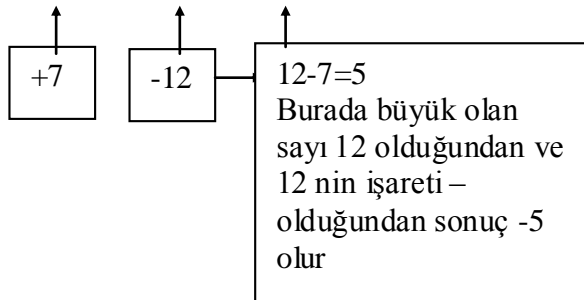 +7
-12
12-7=5
Burada büyük olan
sayı 12 olduğundan ve
12 nin işareti –
olduğundan sonuç -5
olur